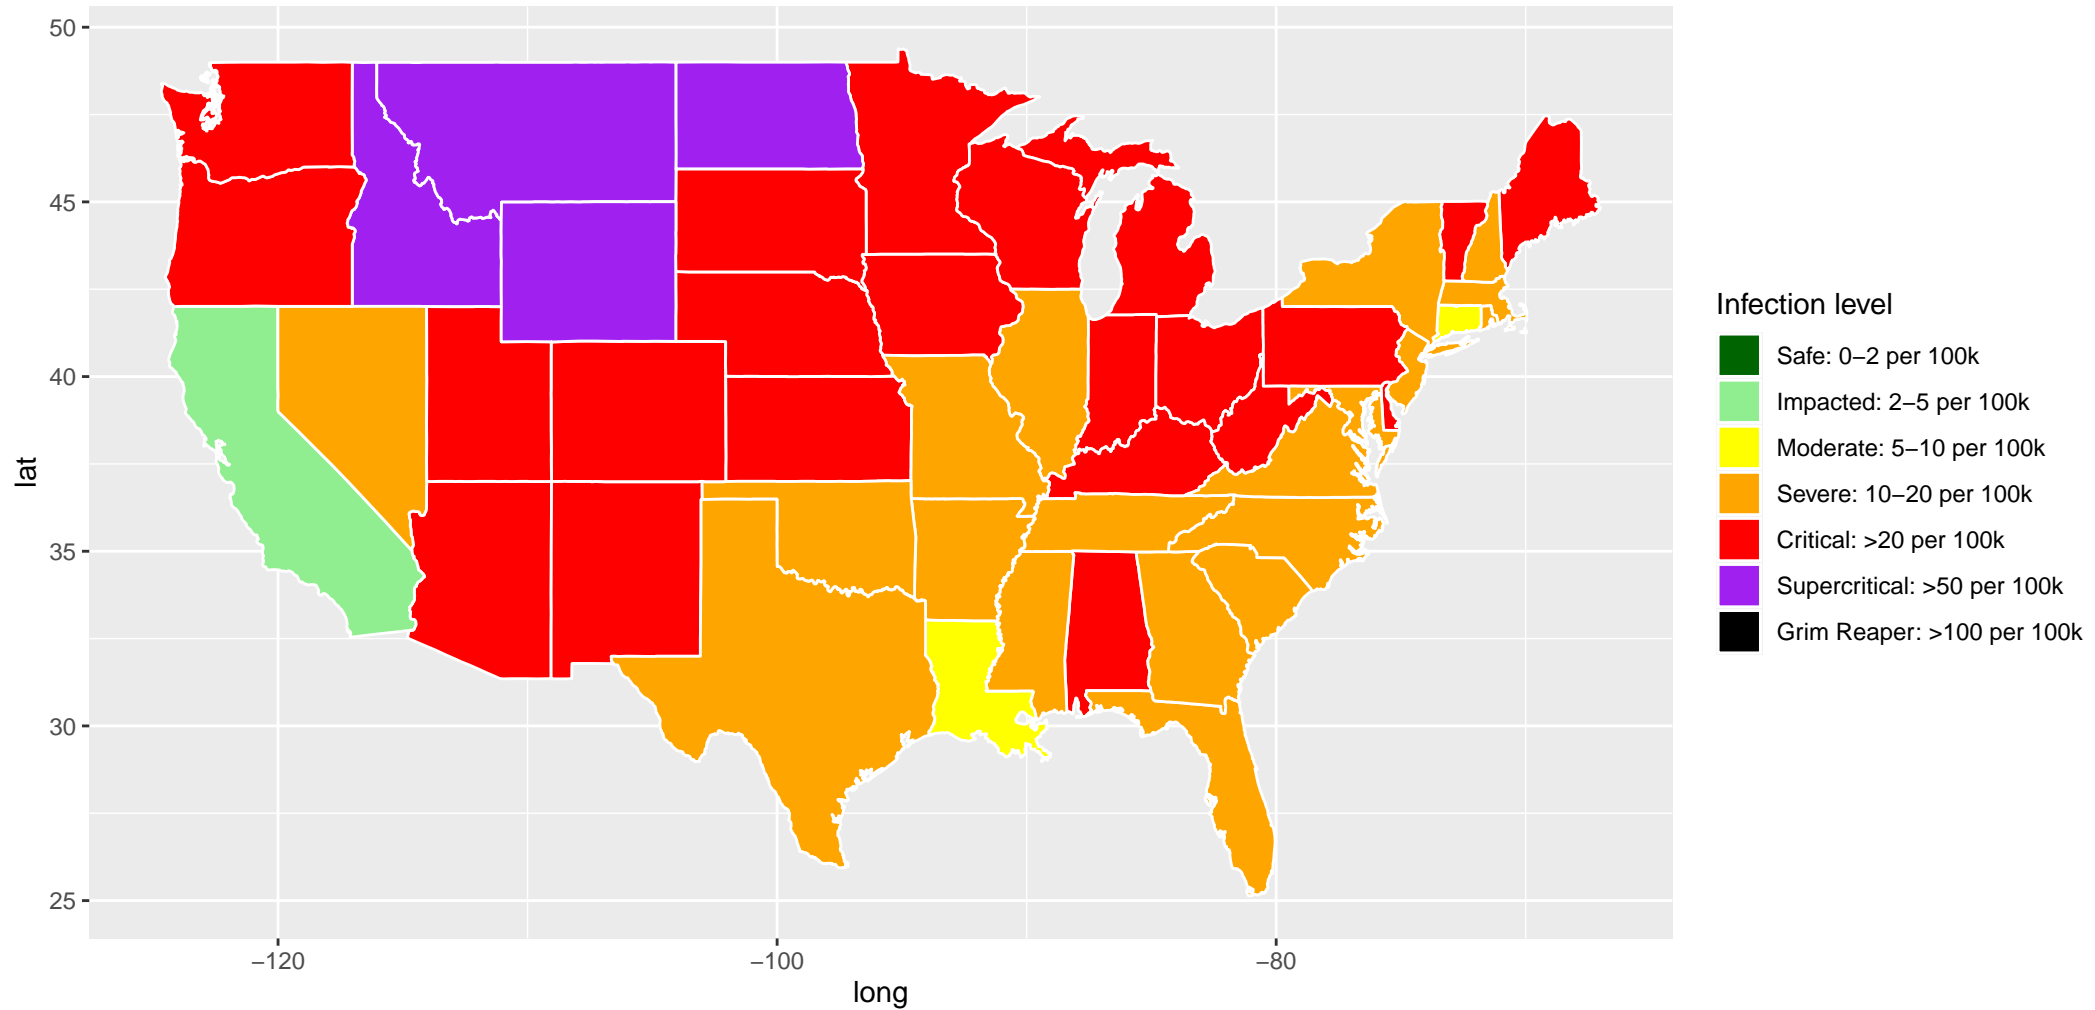 50
45
40
35
30
25
lat
−120
−100
−80
long
Infection level
Safe: 0−2 per 100k
Impacted: 2−5 per 100k
Moderate: 5−10 per 100k
Severe: 10−20 per 100k
Critical: >20 per 100k
Supercritical: >50 per 100k
Grim Reaper: >100 per 100k